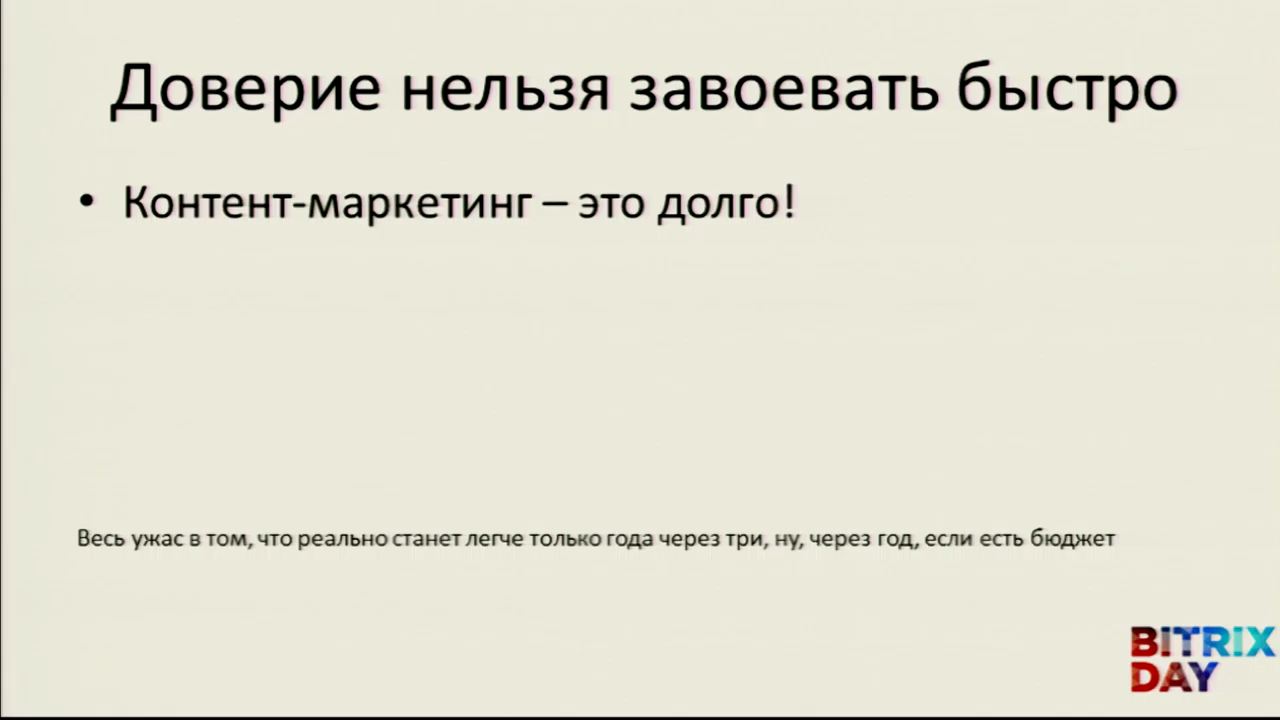 Доверие нельзя завоевать быстро
• Контент-маркетинг – это долго!
Весь ужас в том, что реально станет легче только года через три, ну, через год, если есть бюджет
BITRIX
DAY